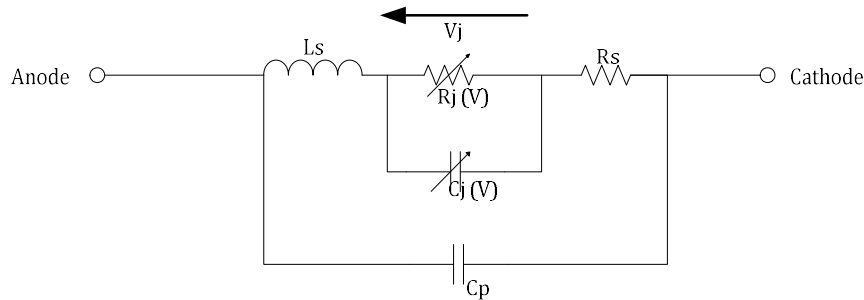 Vj
Ls
Rs
Anode
Cathode
Rj (V)
Cj (V)
Cp